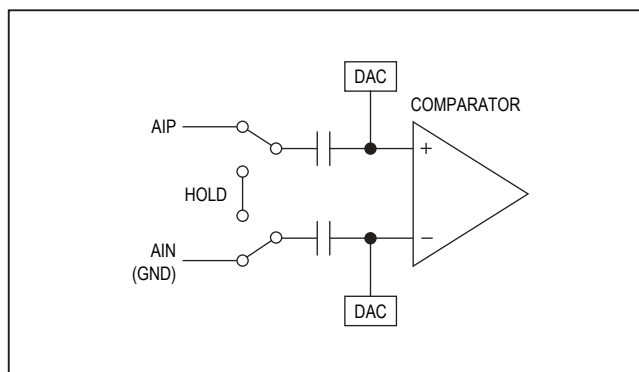 DAC
COMPARATOR
AIP
+
HOLD
AIN
(GND)
−
DAC